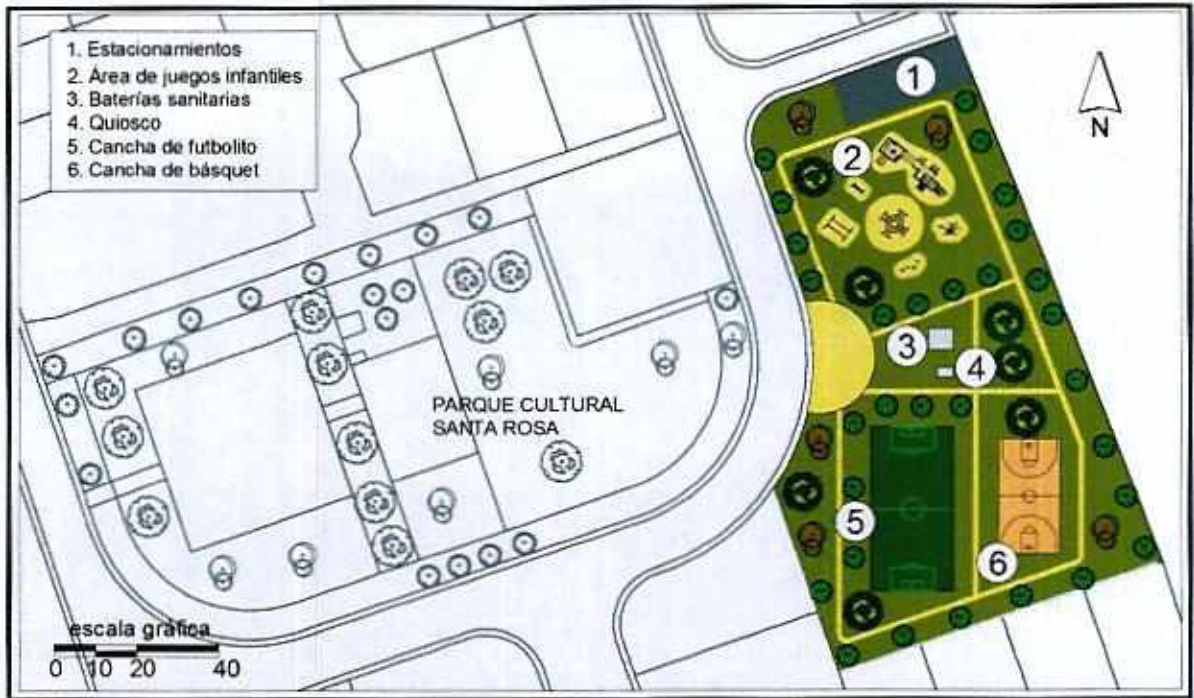 1. Estacionamientos
2. Área de juegos infantiles
3. Baterías sanitarias
4. Quiosco
5. Cancha de futbolito
6. Cancha de básquet
1
N
2
3
4
PARQUE CULTURAL
SANTA ROSA
5
6
escala gráfica
0 10 20 40